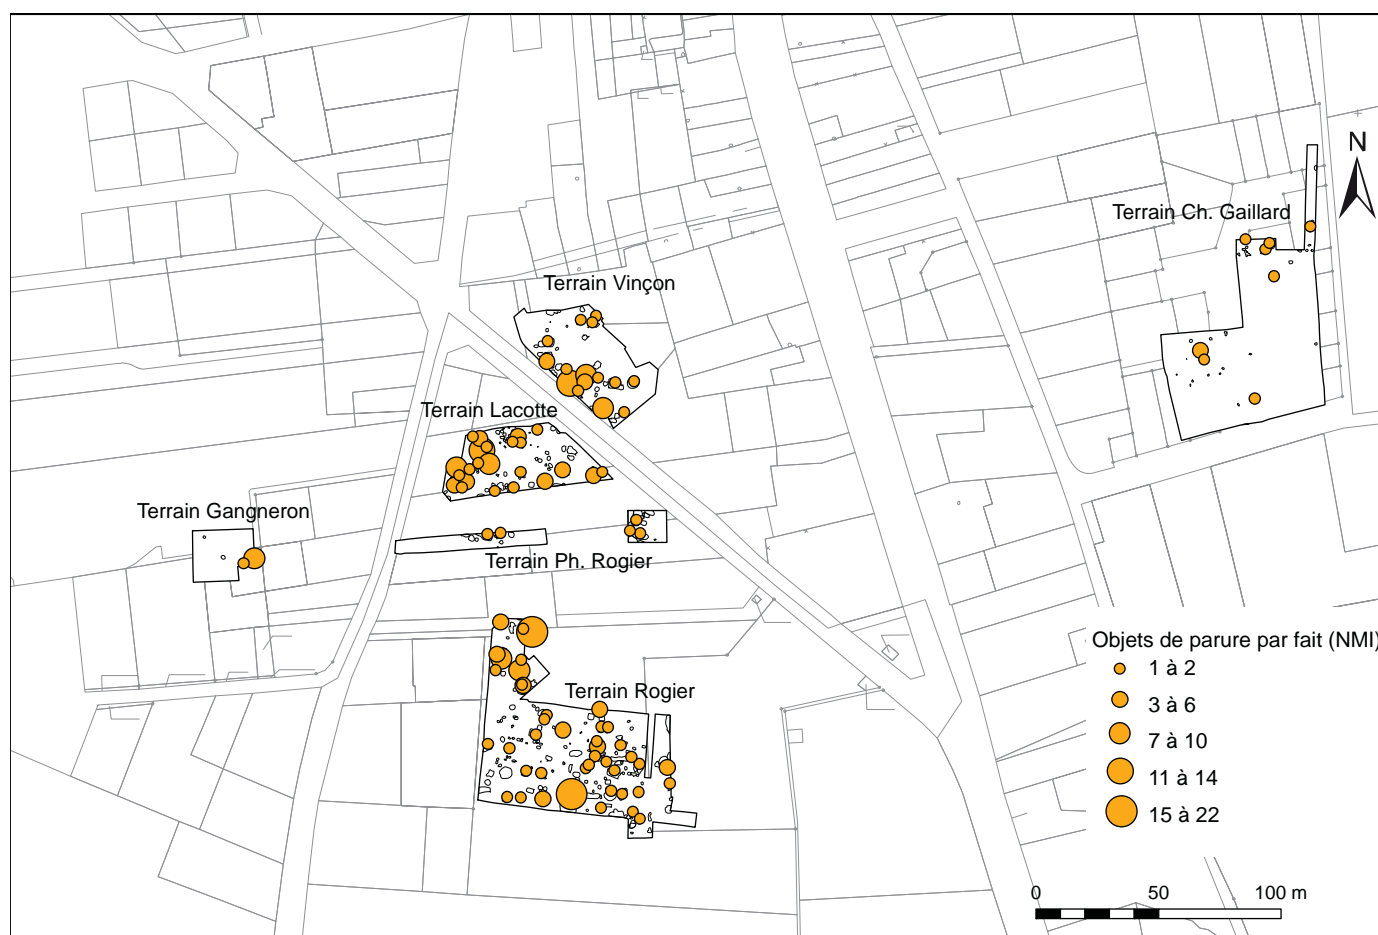 N
Terrain Ch. Gaillard
Terrain Vinçon
Terrain Lacotte
Terrain Gangneron
Terrain Ph. Rogier
Terrain Rogier
Objets de parure par fait (NMI)
1 à 2
3 à 6
7 à 10
11 à 14
15 à 22
0 50 100 m